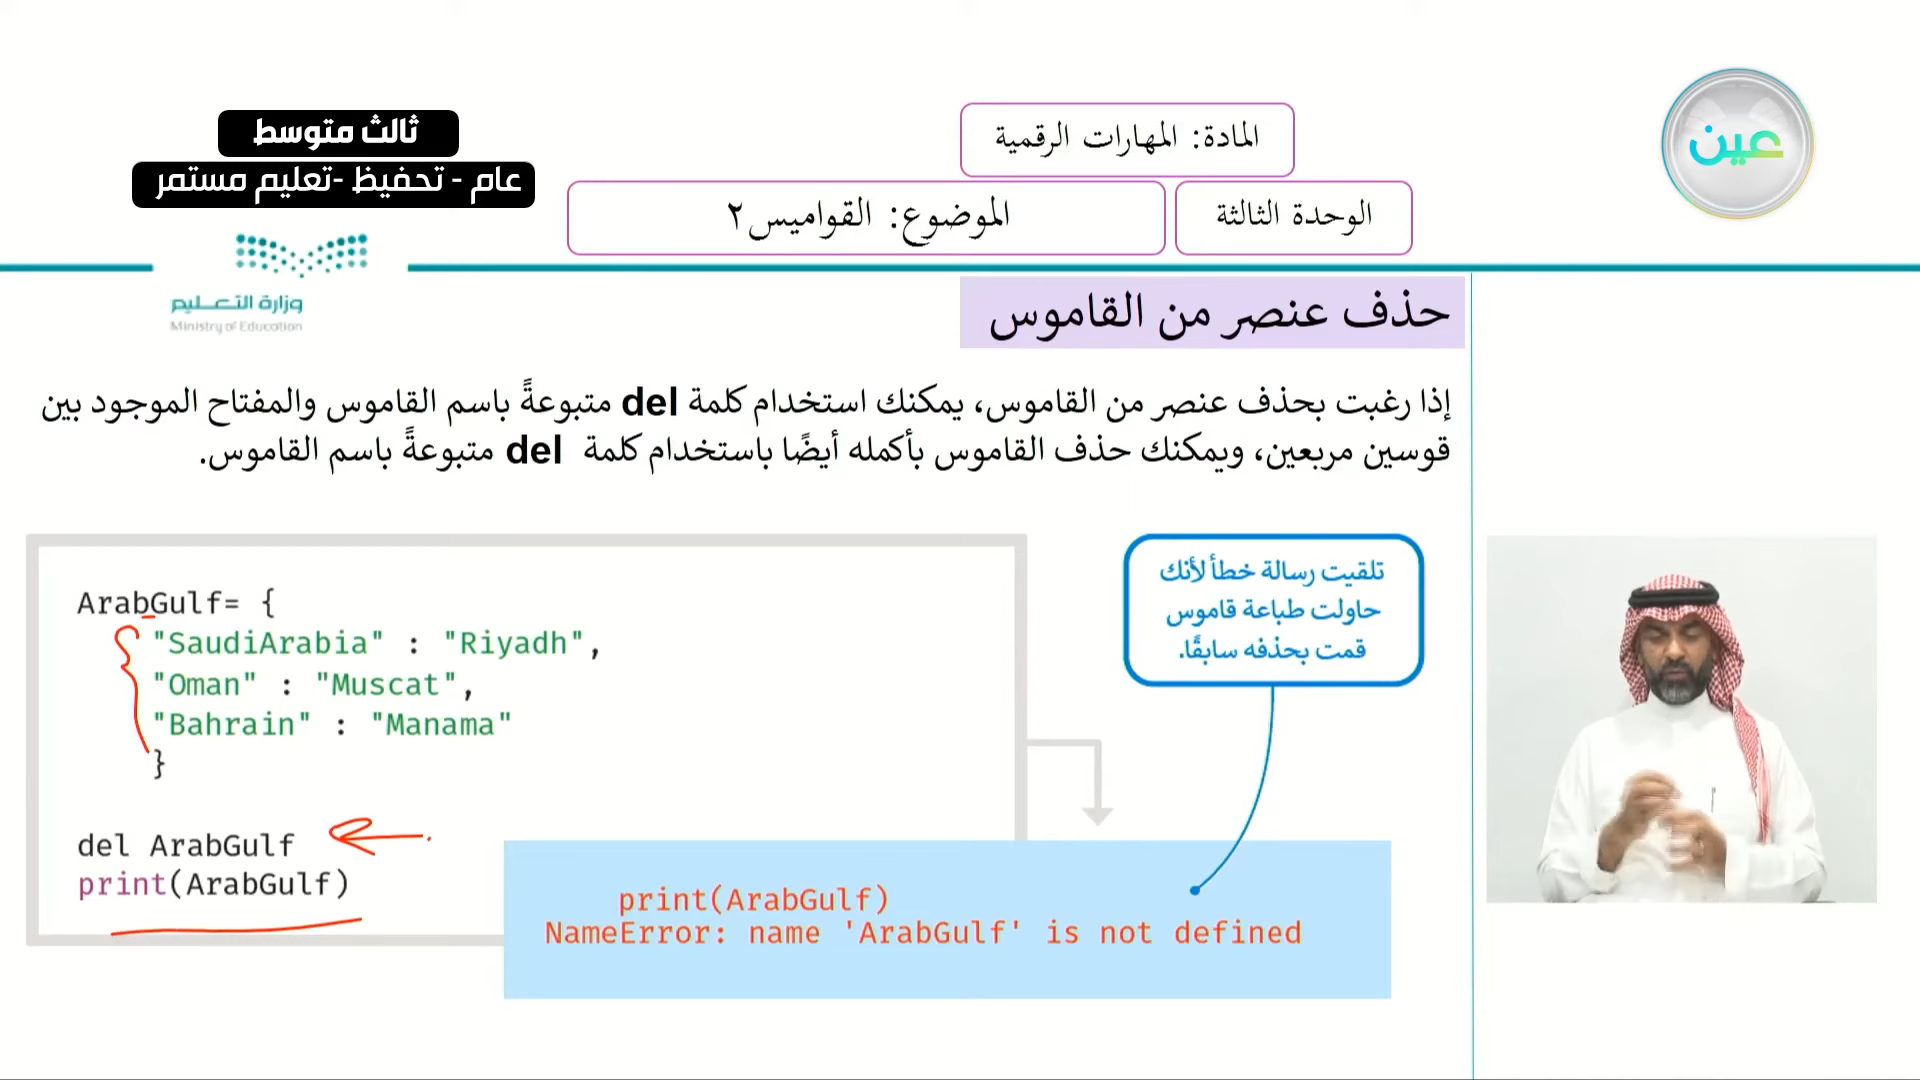 ثالث متوسط
عام - تحفيظ -تعليم مستمر
المادة: المهارات الرقمية
الوحدة الثالثة
الموضوع: القواميس٢
عين
وزارة التعليم
Ministry of Education
حذف عنصر من القاموس
إذا رغبت بحذف عنصر من القاموس، يمكنك استخدام كلمة del متبوعةً باسم القاموس والمفتاح الموجود بين
قوسين مربعين، ويمكنك حذف القاموس بأكمله أيضًا باستخدام كلمة del متبوعةً باسم القاموس.
ArabGulf= {
"SaudiArabia" : "Riyadh",
"Oman" : "Muscat",
"Bahrain" : "Manama"
}
del ArabGulf
print(ArabGulf)
تلقيت رسالة خطأ لأنك
حاولت طباعة قاموس
قمت بحذفه سابقًا.
print(ArabGulf)
NameError: name 'ArabGulf' is not defined